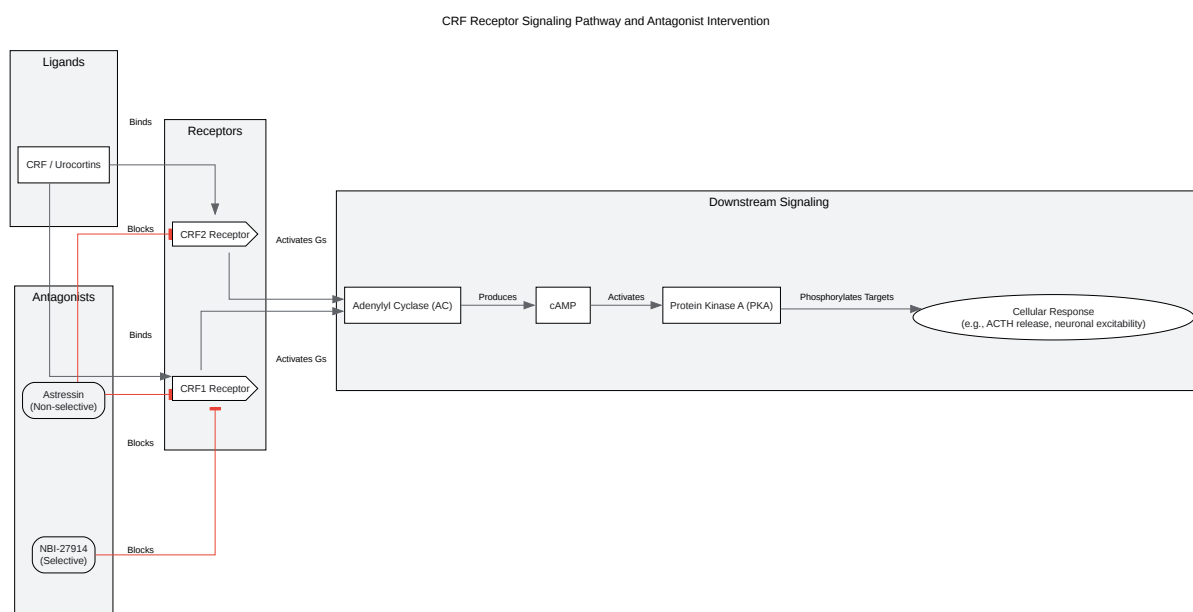 CRF Receptor Signaling Pathway and Antagonist Intervention
Ligands
Binds
Receptors
CRF / Urocortins
Downstream Signaling
Blocks
CRF2 Receptor
Activates Gs
Antagonists
Adenylyl Cyclase (AC)
Produces
cAMP
Activates
Protein Kinase A (PKA)
Phosphorylates Targets
Cellular Response
(e.g., ACTH release, neuronal excitability)
Binds
Activates Gs
CRF1 Receptor
Astressin
(Non-selective)
Blocks
NBI-27914
(Selective)
Blocks